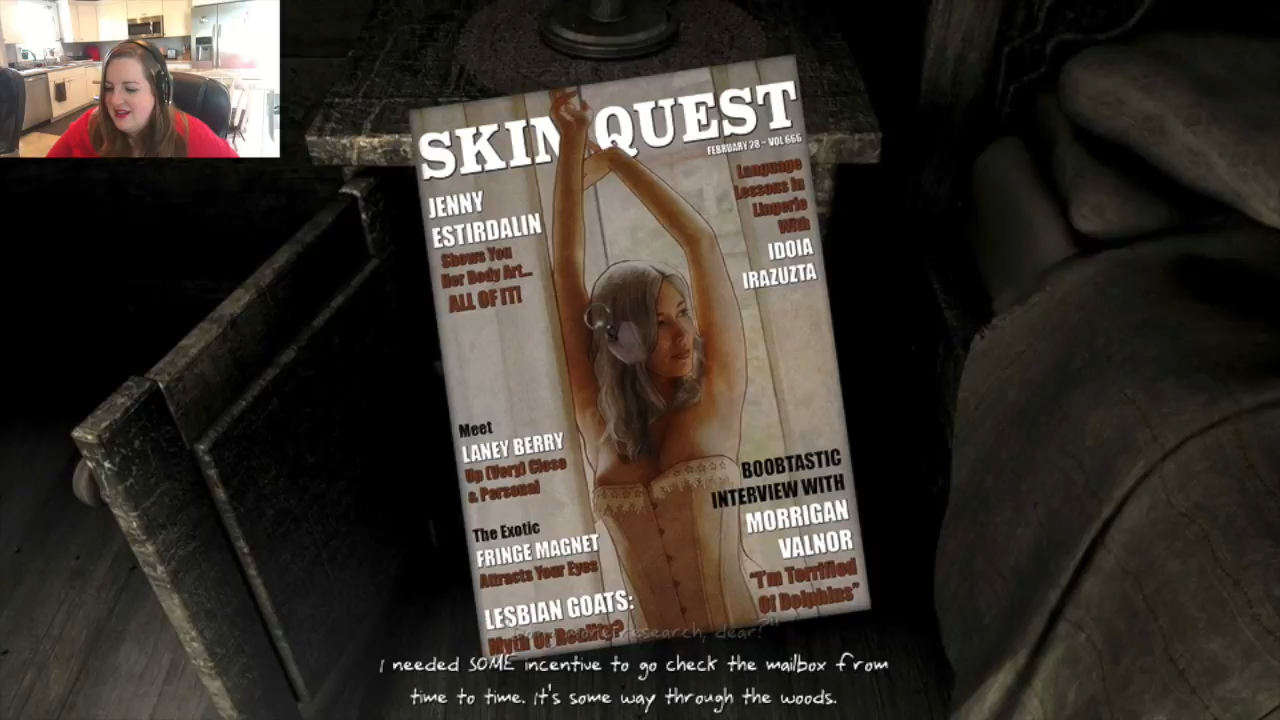 SKIN QUEST
FEBRUARY 28 - VOL 666
JENNY
ESTIRDALIN
Shows You
Her Body Art...
ALL OF IT!
Language
Lessons in
Lingerie
With
IDOIA
IRAZUZTA
Meet
LANEY BERRY
Up (Very) Close
& Personal
The Exotic
FRINGE MAGNET
Attracts Your Eyes
LESBIAN GOATS:
Myth Or Reality?
BOOBTASTIC
INTERVIEW WITH
MORRIGAN
VALNOR
"I'm Terrified
Of Dolphins"
research, dear?"
I needed SOME incentive to go check the mailbox from
time to time. It's some way through the woods.